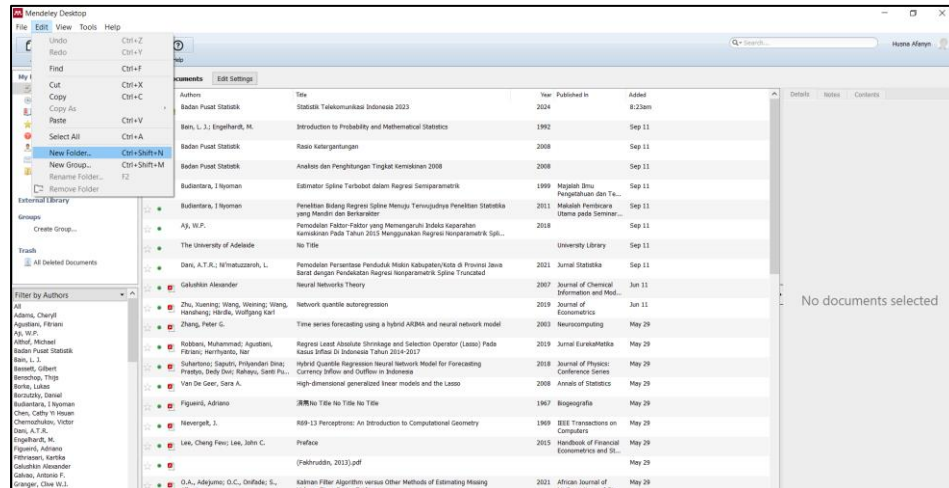 Mendeley Desktop
File Edit View Tools Help
Undo Ctrl+Z
Redo Ctrl+Y
Find Ctrl+F
Cut Ctrl+X
Copy Ctrl+C
Copy As
Paste Ctrl+V
Select All Ctrl+A
New Folder... Ctrl+Shift+N
New Group... Ctrl+Shift+M
Rename Folder... F2
Remove Folder
Search...
Husna Afanyn
Edit Settings
External Library
Groups
Create Group...
Trash
All Deleted Documents
Filter by Authors
All
Adams, Cheryll
Agustiani, Fitriani
Aji, W.P.
Althof, Michael
Badan Pusat Statistik
Bain, L. J.
Bassett, Gilbert
Benschop, Thijs
Borke, Lukas
Borzutzky, Daniel
Budiantara, I Nyoman
Chen, Cathy Yi Hsuan
Chernozhukov, Victor
Dani, A.T.R.
Engelhardt, M.
Figueiró, Adriano
Fithriasari, Kartika
Galushkin Alexander
Galvao, Antonio F.
Granger, Clive W.J.
Authors Title Year Published In Added
Badan Pusat Statistik Statistik Telekomunikasi Indonesia 2023 2024 8:23am
Bain, L. J.; Engelhardt, M. Introduction to Probability and Mathematical Statistics 1992 Sep 11
Badan Pusat Statistik Rasio Ketergantungan 2008 Sep 11
Badan Pusat Statistik Analisis dan Penghitungan Tingkat Kemiskinan 2008 2008 Sep 11
Budiantara, I Nyoman Estimator Spline Terbobot dalam Regresi Semiparametrik 1999 Majalah Ilmu Sep 11
Pengetahuan dan Te...
Budiantara, I Nyoman Penelitian Bidang Regresi Spline Menuju Terwujudnya Penelitian Statistika 2011 Makalah Pembicara Sep 11
yang Mandiri dan Berkarakter Utama pada Seminar...
Aji, W.P. Pemodelan Faktor-Faktor yang Memengaruhi Indeks Keparahan 2018 Sep 11
Kemiskinan Pada Tahun 2015 Menggunakan Regresi Nonparametrik Spli...
The University of Adelaide No Title University Library Sep 11
Dani, A.T.R.; Ni'matuzzaroh, L. Pemodelan Persentase Penduduk Miskin Kabupaten/Kota di Provinsi Jawa 2021 Jurnal Statistika Sep 11
Barat dengan Pendekatan Regresi Nonparametrik Spline Truncated
Galushkin Alexander Neural Networks Theory 2007 Journal of Chemical Jun 11
Information and Mod...
Zhu, Xuening; Wang, Weining; Wang, Network quantile autoregression 2019 Journal of Jun 11
Hansheng; Härdle, Wolfgang Karl Econometrics
Zhang, Peter G. Time series forecasting using a hybrid ARIMA and neural network model 2003 Neurocomputing May 29
Robbani, Muhammad; Agustiani, Regresi Least Absolute Shrinkage and Selection Operator (Lasso) Pada 2019 Jurnal EurekaMatika May 29
Fitriani; Herrhyanto, Nar Kasus Inflasi Di Indonesia Tahun 2014-2017
Suhartono; Saputri, Prilyandari Dina; Hybrid Quantile Regression Neural Network Model for Forecasting 2018 Journal of Physics: May 29
Prastyo, Dedy Dwi; Rahayu, Santi Pu... Currency Inflow and Outflow in Indonesia Conference Series
Van De Geer, Sara A. High-dimensional generalized linear models and the Lasso 2008 Annals of Statistics May 29
Figueiró, Adriano No Title No Title No Title 1967 Biogeografia May 29
Nievergelt, J. R69-13 Perceptrons: An Introduction to Computational Geometry 1969 IEEE Transactions on May 29
Computers
Lee, Cheng Few; Lee, John C. Preface 2015 Handbook of Financial May 29
Econometrics and St...
(Fakhruddin, 2013).pdf May 29
O.A., Adejumo; O.C., Onifade; S., Kalman Filter Algorithm versus Other Methods of Estimating Missing 2021 African Journal of May 29
Details Notes Contents
No documents selected